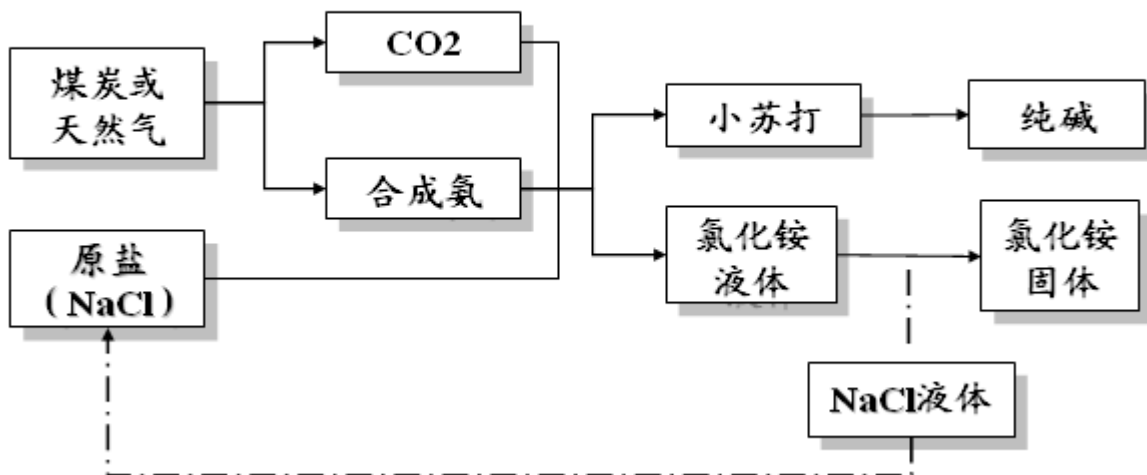 CO2
煤炭或
天然气
小苏打
纯碱
合成氨
原盐
(NaCl)
氯化铵
液体
氯化铵
固体
NaCl液体